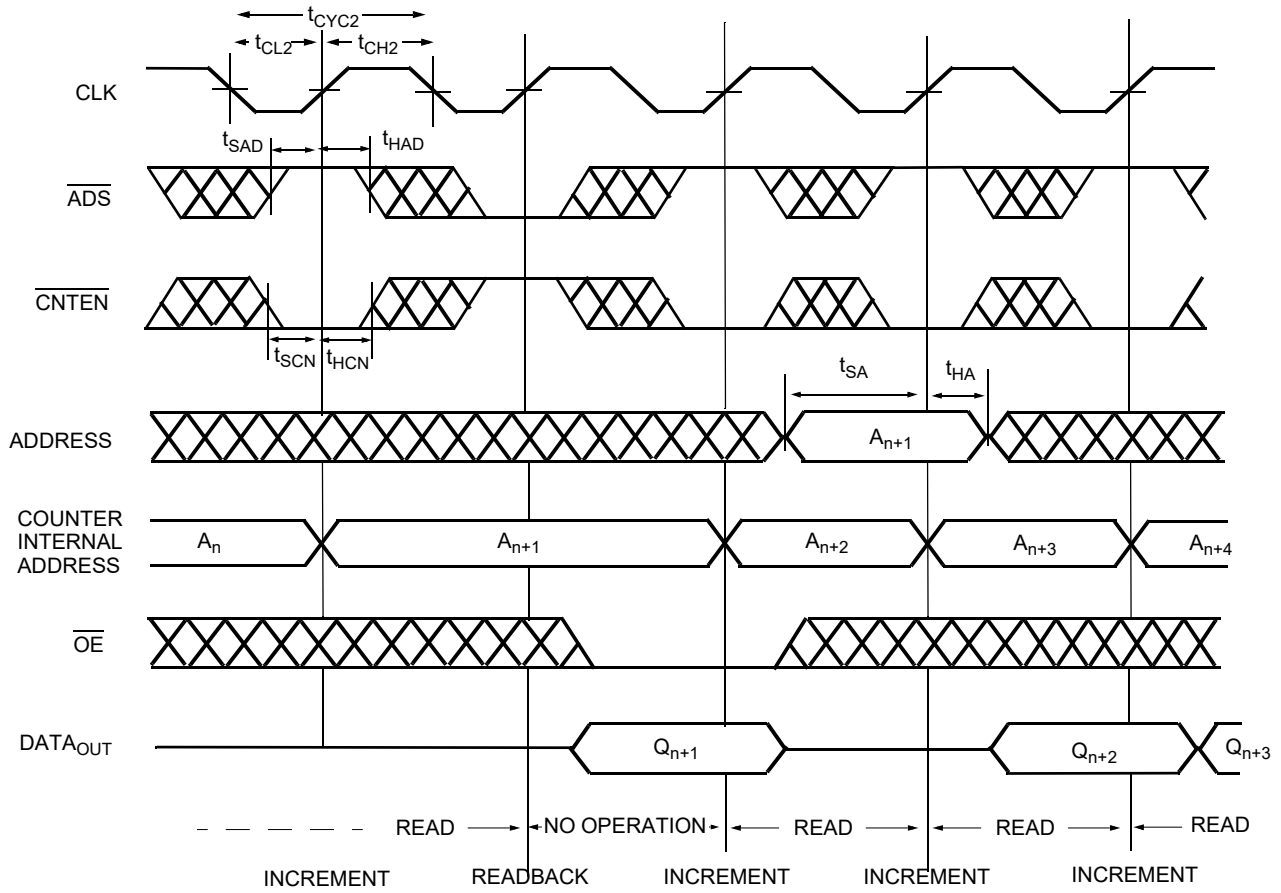 tCYC2
tCL2 tCH2
CLK
tSAD tHAD
ADS
CNTEN
tSCN tHCN
tSA tHA
ADDRESS An+1
COUNTER
INTERNAL
ADDRESS
An An+1 An+2 An+3 An+4
OE
DATAOUT Qn+1 Qn+2 Qn+3
READ NO OPERATION READ READ READ
INCREMENT READBACK INCREMENT INCREMENT INCREMENT